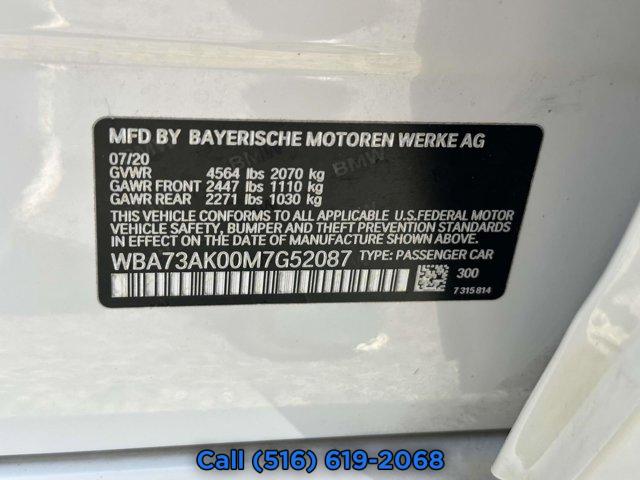 MFD BY BAYERISCHE MOTOREN WERKE AG
07/20
GVWR 4564 lbs 2070 kg
GAWR FRONT 2447 lbs 1110 kg
GAWR REAR 2271 lbs 1030 kg
THIS VEHICLE CONFORMS TO ALL APPLICABLE U.S.FEDERAL MOTOR
VEHICLE SAFETY, BUMPER AND THEFT PREVENTION STANDARDS
IN EFFECT ON THE DATE OF MANUFACTURE SHOWN ABOVE.
WBA73AK00M7G52087 TYPE: PASSENGER CAR
300
7 315 814
Call (516) 619-2068